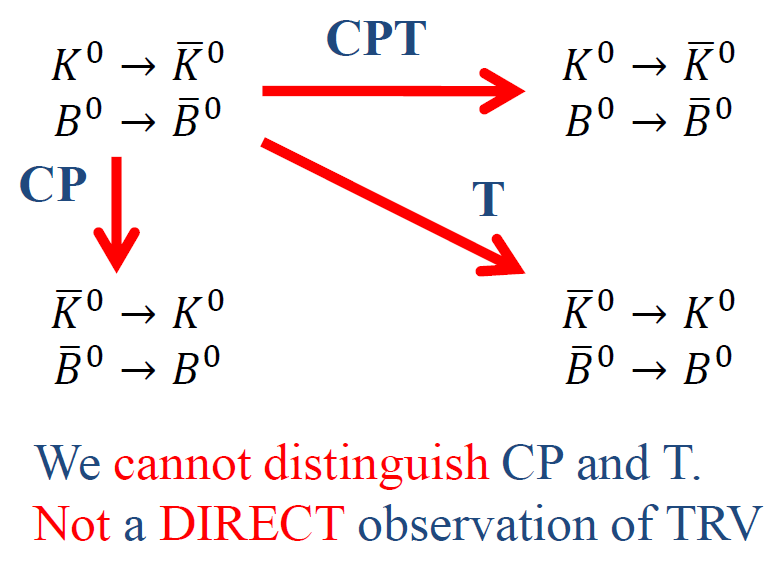 CPT
K⁰ → K̅⁰ K⁰ → K̅⁰
B⁰ → B̅⁰ B⁰ → B̅⁰
CP T
K̅⁰ → K⁰ K̅⁰ → K⁰
B̅⁰ → B⁰ B̅⁰ → B⁰
We cannot distinguish CP and T.
Not a DIRECT observation of TRV